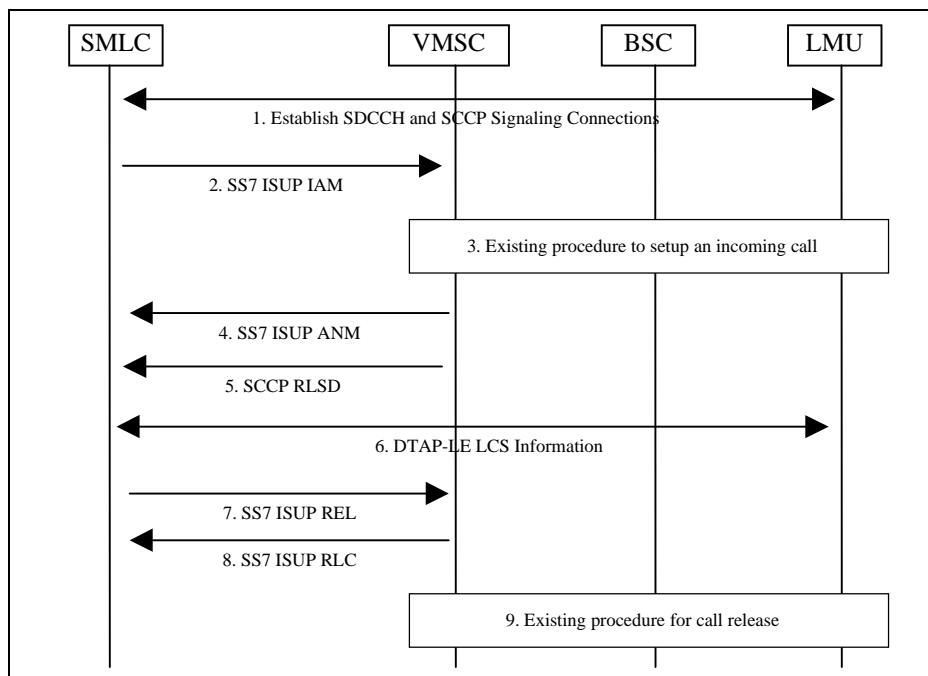 SMLC VMSC BSC LMU
1. Establish SDCCH and SCCP Signaling Connections
2. SS7 ISUP IAM
3. Existing procedure to setup an incoming call
4. SS7 ISUP ANM
5. SCCP RLSD
6. DTAP-LE LCS Information
7. SS7 ISUP REL
8. SS7 ISUP RLC
9. Existing procedure for call release